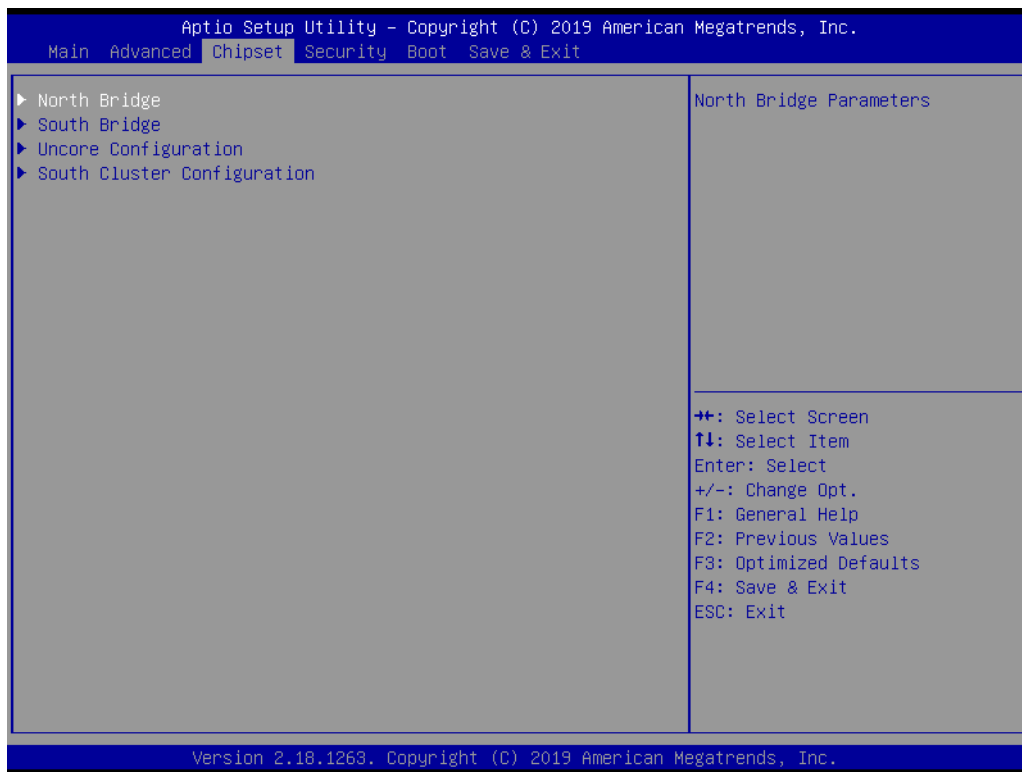 Aptio Setup Utility – Copyright (C) 2019 American Megatrends, Inc.
Main Advanced Chipset Security Boot Save & Exit
▶ North Bridge
▶ South Bridge
▶ Uncore Configuration
▶ South Cluster Configuration
North Bridge Parameters
→←: Select Screen
↑↓: Select Item
Enter: Select
+/-: Change Opt.
F1: General Help
F2: Previous Values
F3: Optimized Defaults
F4: Save & Exit
ESC: Exit
Version 2.18.1263. Copyright (C) 2019 American Megatrends, Inc.